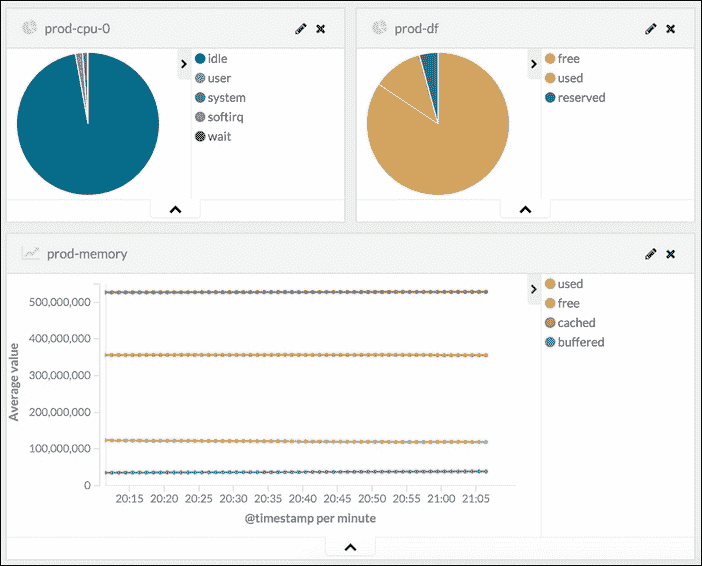 prod-cpu-0
idle
user
system
softirq
wait
prod-df
free
used
reserved
prod-memory
Average value
500,000,000
400,000,000
300,000,000
200,000,000
100,000,000
0
20:15 20:20 20:25 20:30 20:35 20:40 20:45 20:50 20:55 21:00 21:05
@timestamp per minute
used
free
cached
buffered